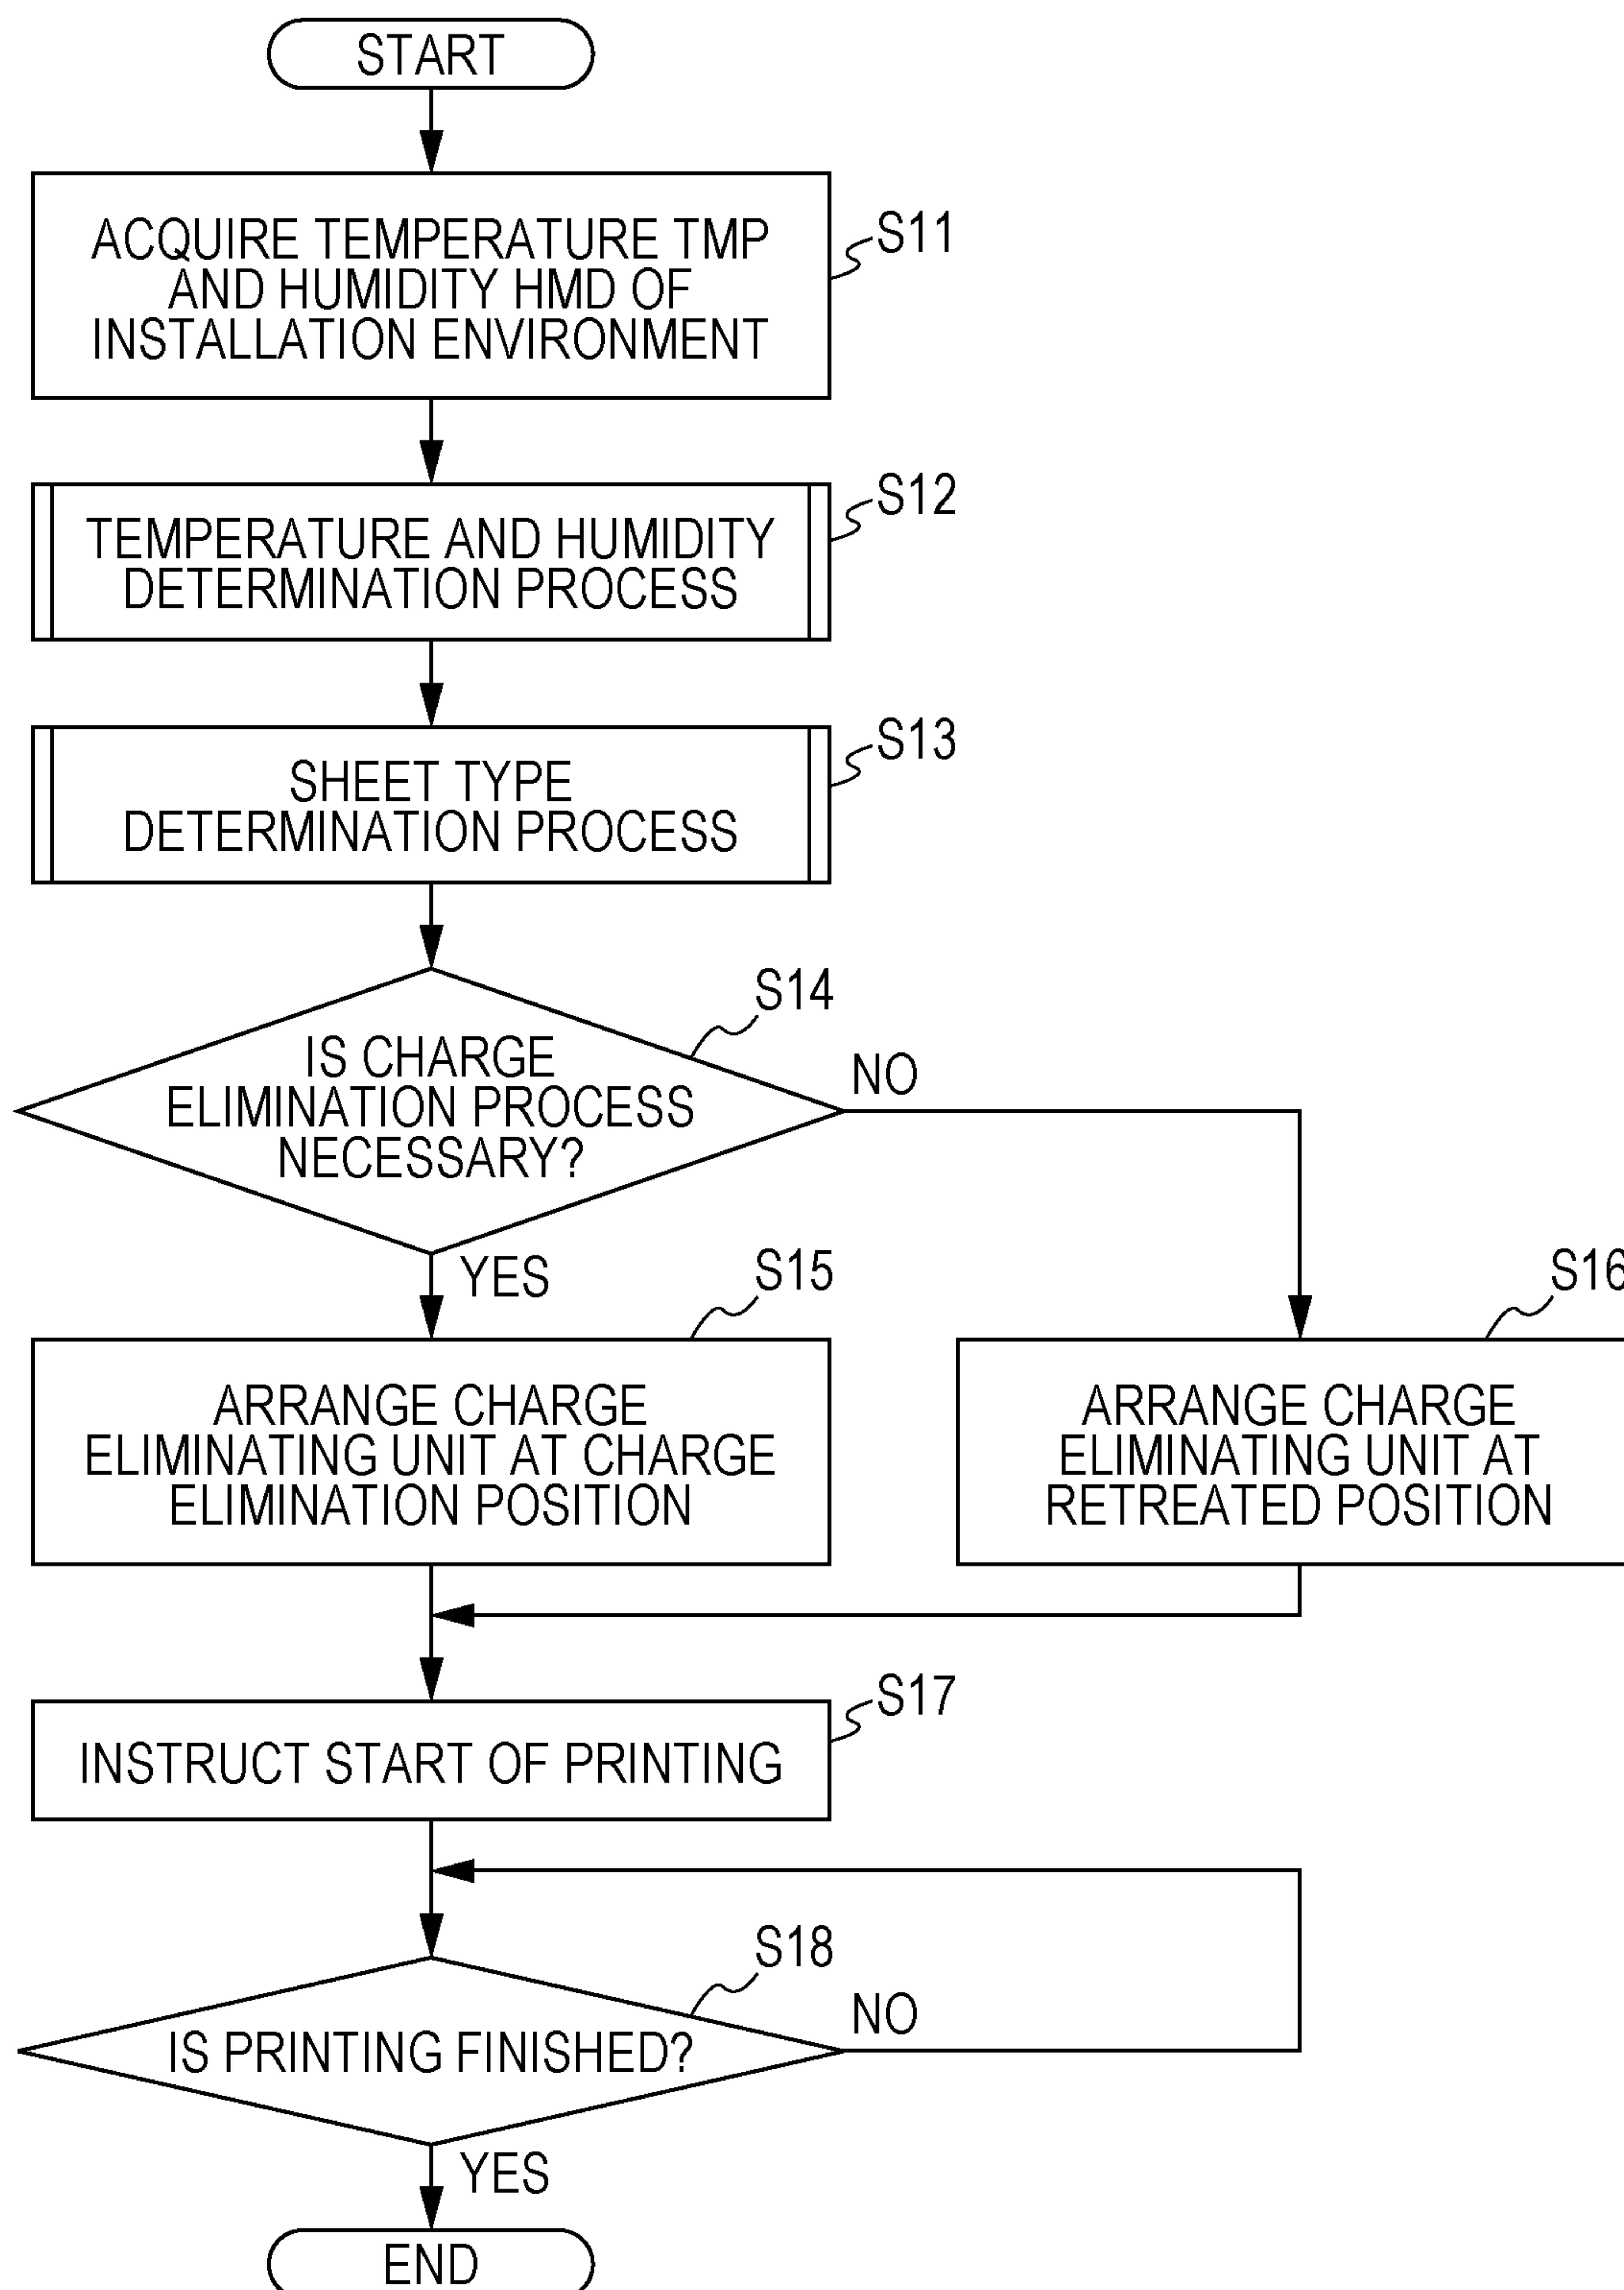 START
ACQUIRE TEMPERATURE TMP
AND HUMIDITY HMD OF
INSTALLATION ENVIRONMENT
S11
TEMPERATURE AND HUMIDITY
DETERMINATION PROCESS
S12
SHEET TYPE
DETERMINATION PROCESS
S13
IS CHARGE
ELIMINATION PROCESS
NECESSARY?
S14
NO
YES
ARRANGE CHARGE
ELIMINATING UNIT AT CHARGE
ELIMINATION POSITION
S15
ARRANGE CHARGE
ELIMINATING UNIT AT
RETREATED POSITION
S16
INSTRUCT START OF PRINTING
S17
IS PRINTING FINISHED?
S18
NO
YES
END